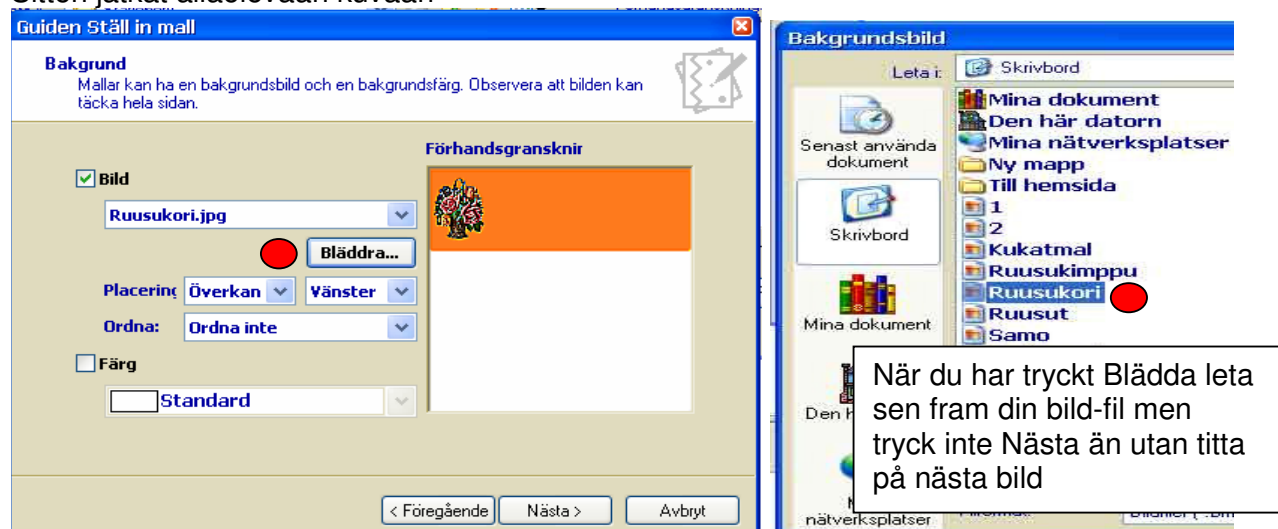 Guiden Ställ in mall
Bakgrund
Mallar kan ha en bakgrundsbild och en bakgrundsfärg. Observera att bilden kan
täcka hela sidan.
Förhandsgransknir
Bild
Ruusukori.jpg
Bläddra...
Placering Överkan Vänster
Ordna: Ordna inte
Färg
Standard
< Föregående Nästa > Avbryt
Bakgrundsbild
Leta i: Skrivbord
Senast använda
dokument
Skrivbord
Mina dokument
Den h
nätverksplatser
Mina dokument
Den här datorn
Mina nätverksplatser
Ny mapp
Till hemsida
1
2
Kukatmal
Ruusukimppu
Ruusukori
Ruusut
Samo
När du har tryckt Blädda leta
sen fram din bild-fil men
tryck inte Nästa än utan titta
på nästa bild